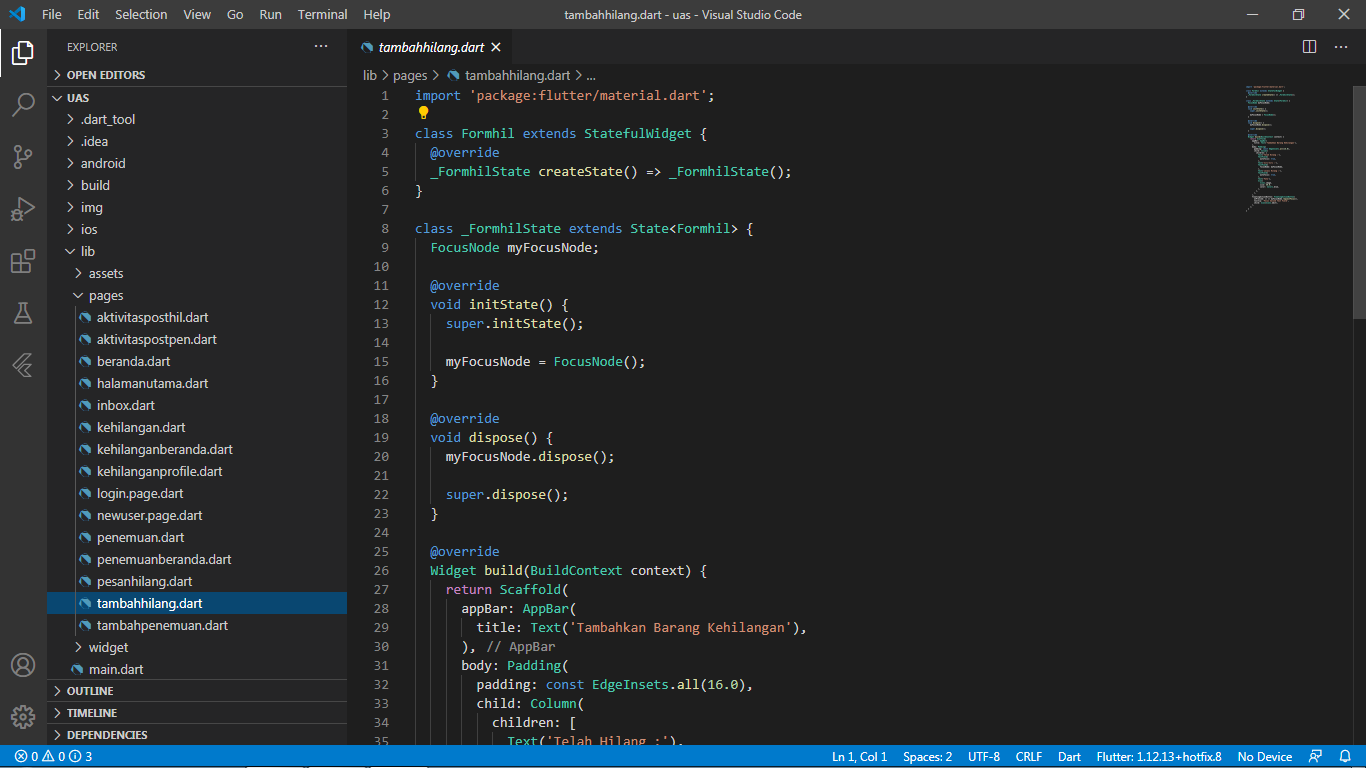 File Edit Selection View Go Run Terminal Help
tambahhilang.dart - uas - Visual Studio Code
EXPLORER
OPEN EDITORS
UAS
.dart_tool
.idea
android
build
img
ios
lib
assets
pages
aktivitasposthil.dart
aktivitaspostpen.dart
beranda.dart
halamanutama.dart
inbox.dart
kehilangan.dart
kehilanganberanda.dart
kehilanganprofile.dart
login.page.dart
newuser.page.dart
penemuan.dart
penemuanberanda.dart
pesanhilang.dart
tambahhilang.dart
tambahpenemuan.dart
widget
main.dart
OUTLINE
TIMELINE
DEPENDENCIES
tambahhilang.dart
lib > pages > tambahhilang.dart > ...
1 import 'package:flutter/material.dart';
2
3 class Formhil extends StatefulWidget {
4 @override
5 _FormhilState createState() => _FormhilState();
6 }
7
8 class _FormhilState extends State<Formhil> {
9 FocusNode myFocusNode;
10
11 @override
12 void initState() {
13 super.initState();
14
15 myFocusNode = FocusNode();
16 }
17
18 @override
19 void dispose() {
20 myFocusNode.dispose();
21
22 super.dispose();
23 }
24
25 @override
26 Widget build(BuildContext context) {
27 return Scaffold(
28 appBar: AppBar(
29 title: Text('Tambahkan Barang Kehilangan'),
30 ), // AppBar
31 body: Padding(
32 padding: const EdgeInsets.all(16.0),
33 child: Column(
34 children: [
35 Text('Telah Hilang :'),
0 0 3
Ln 1, Col 1 Spaces: 2 UTF-8 CRLF Dart Flutter: 1.12.13+hotfix.8 No Device